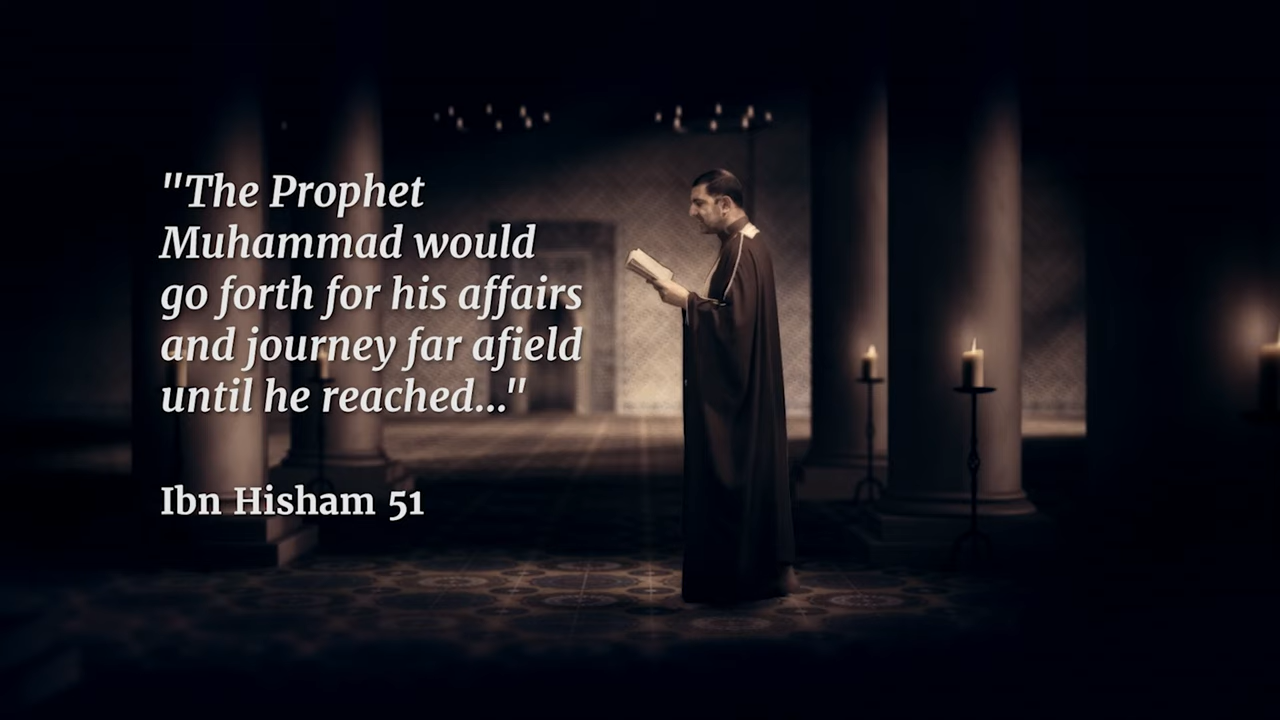 "The Prophet
Muhammad would
go forth for his affairs
and journey far afield
until he reached..."
Ibn Hisham 51